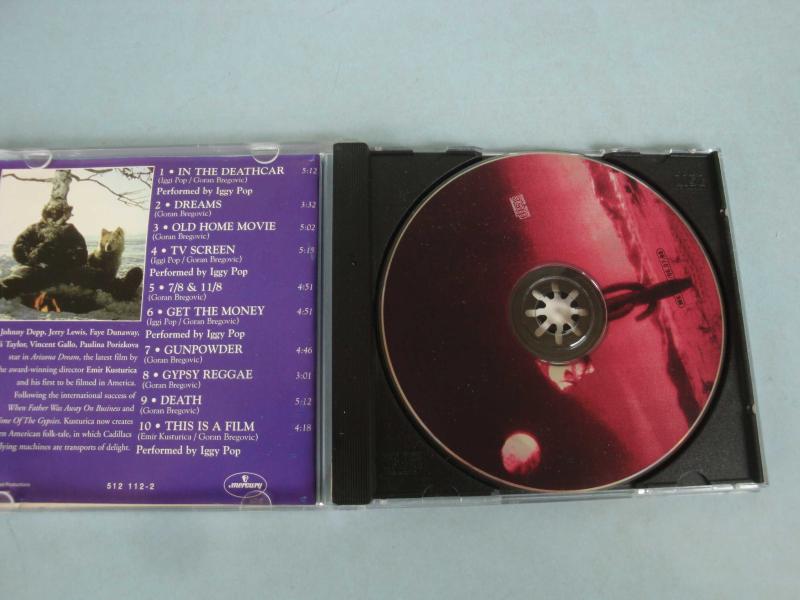 1 • IN THE DEATHCAR 5:12
(Iggi Pop / Goran Bregovic)
Performed by Iggy Pop
2 • DREAMS 3:32
(Goran Bregovic)
3 • OLD HOME MOVIE 5:02
(Goran Bregovic)
4 • TV SCREEN 5:15
(Iggi Pop / Goran Bregovic)
Performed by Iggy Pop
5 • 7/8 & 11/8 4:51
(Goran Bregovic)
6 • GET THE MONEY 4:51
(Iggi Pop / Goran Bregovic)
Performed by Iggy Pop
7 • GUNPOWDER 4:46
(Goran Bregovic)
8 • GYPSY REGGAE 3:01
(Goran Bregovic)
9 • DEATH 5:12
(Goran Bregovic)
10 • THIS IS A FILM 4:18
(Emir Kusturica / Goran Bregovic)
Performed by Iggy Pop
Johnny Depp, Jerry Lewis, Faye Dunaway,
Taylor, Vincent Gallo, Paulina Porizkova
star in Arizona Dream, the latest film by
award-winning director Emir Kusturica
and his first to be filmed in America.
Following the international success of
When Father Was Away On Business and
Of The Gypsies. Kusturica now creates
American folk-tale, in which Cadillacs
machines are transports of delight.
Productions
512 112-2
mercury